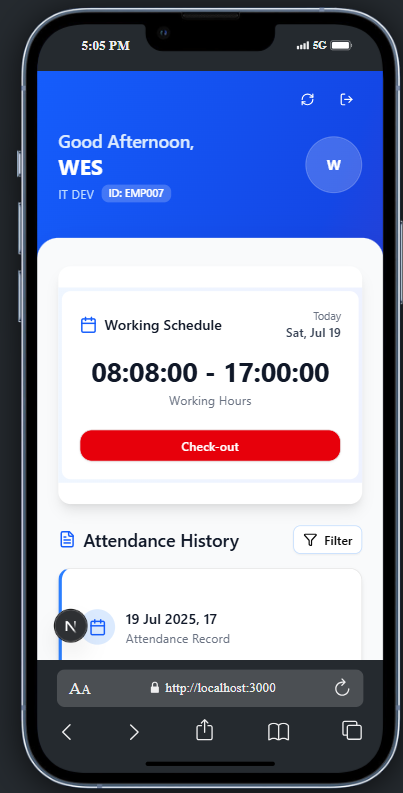 5:05 PM
5G
Good Afternoon,
WES
W
IT DEV ID: EMP007
Today
Working Schedule
Sat, Jul 19
08:08:00 - 17:00:00
Working Hours
Check-out
Attendance History
Filter
19 Jul 2025, 17
N
Attendance Record
AA
http://localhost:3000